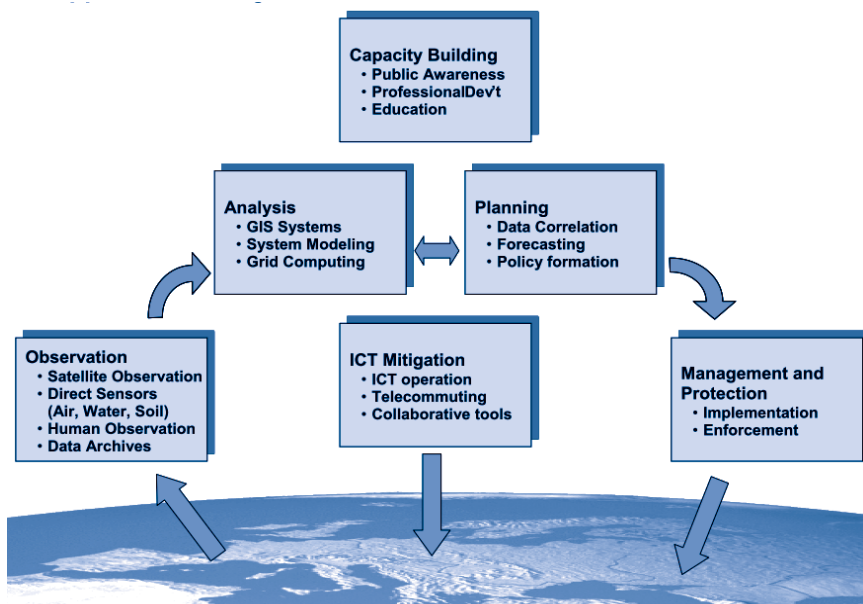 Capacity Building
• Public Awareness
• ProfessionalDev't
• Education
Analysis
• GIS Systems
• System Modeling
• Grid Computing
Planning
• Data Correlation
• Forecasting
• Policy formation
Observation
• Satellite Observation
• Direct Sensors
(Air, Water, Soil)
• Human Observation
• Data Archives
ICT Mitigation
• ICT operation
• Telecommuting
• Collaborative tools
Management and
Protection
• Implementation
• Enforcement